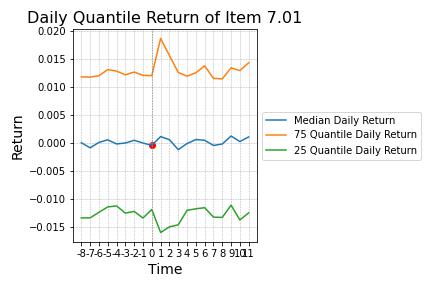 Daily Quantile Return of Item 7.01
0.020
0.015
0.010
0.005
0.000
−0.005
−0.010
−0.015
Return
-8 -7 -6 -5 -4 -3 -2 -1 0 1 2 3 4 5 6 7 8 9 10 11
Time
Median Daily Return
75 Quantile Daily Return
25 Quantile Daily Return